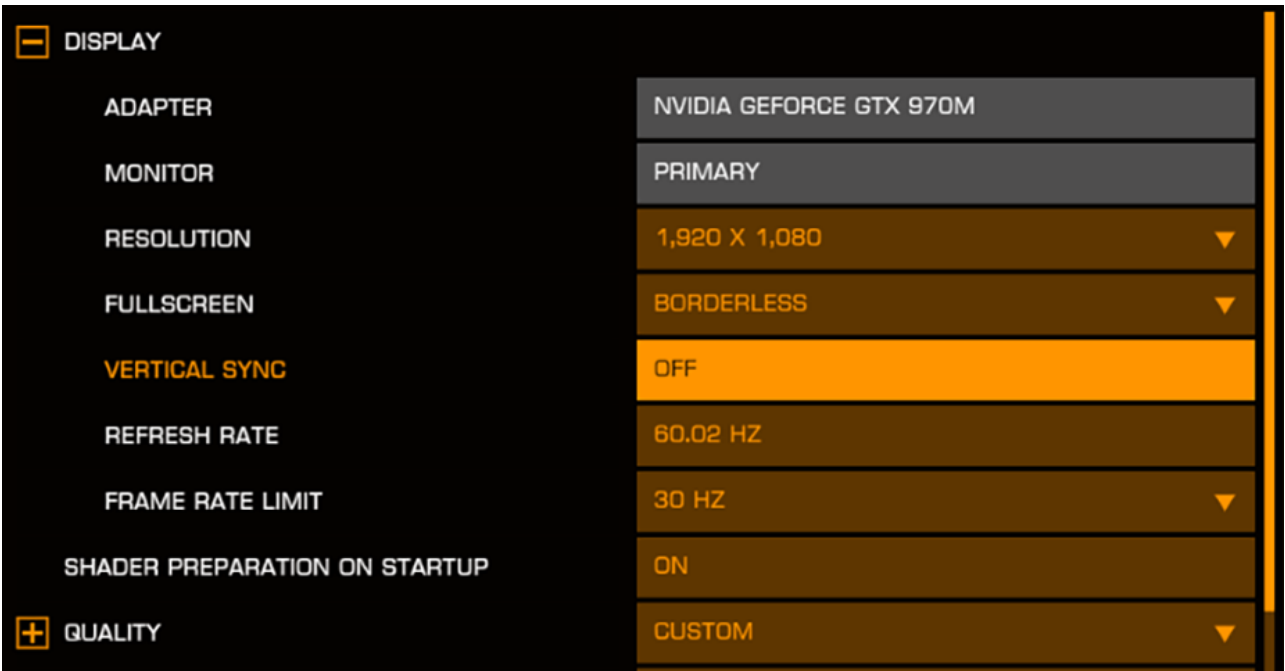 DISPLAY
ADAPTER NVIDIA GEFORCE GTX 970M
MONITOR PRIMARY
RESOLUTION 1,920 X 1,080
FULLSCREEN BORDERLESS
VERTICAL SYNC OFF
REFRESH RATE 60.02 HZ
FRAME RATE LIMIT 30 HZ
SHADER PREPARATION ON STARTUP ON
QUALITY CUSTOM